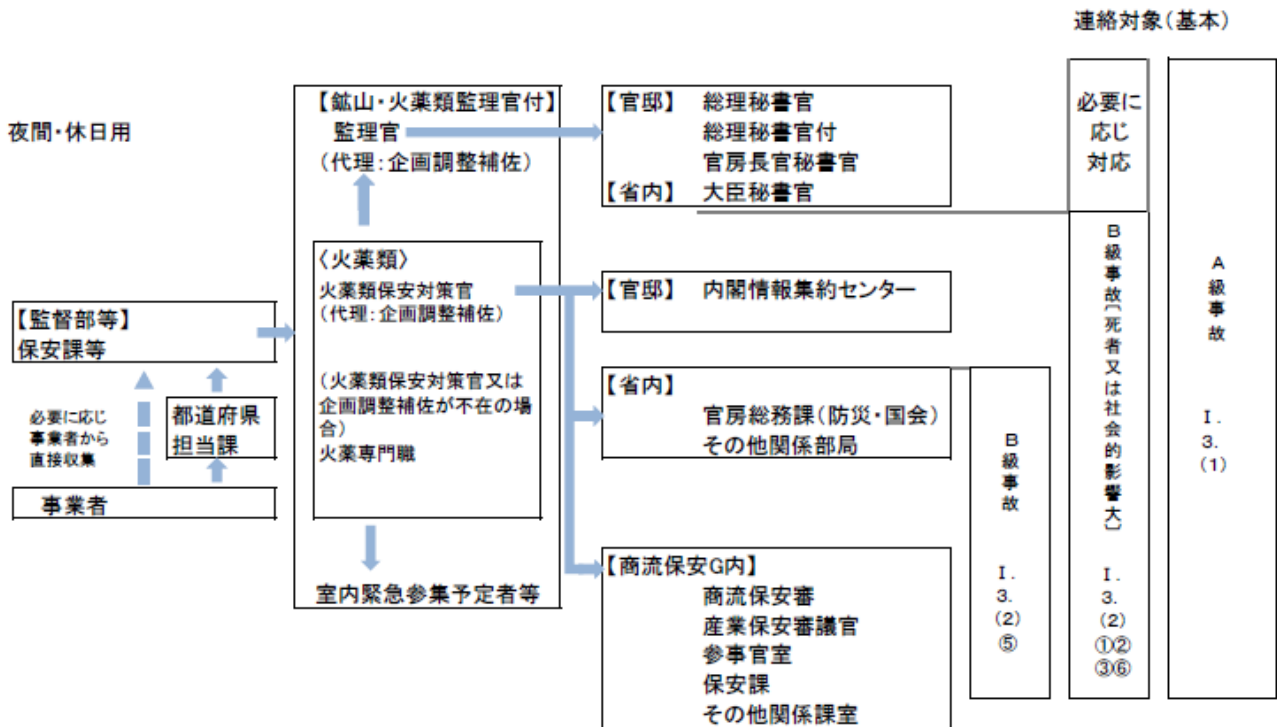 連絡対象(基本)
夜間・休日用
【鉱山・火薬類監理官付】
監理官
(代理:企画調整補佐)
〈火薬類〉
火薬類保安対策官
(代理:企画調整補佐)
(火薬類保安対策官又は
企画調整補佐が不在の場
合)
火薬専門職
室内緊急参集予定者等
【監督部等】
保安課等
必要に応じ
事業者から
直接収集
都道府県
担当課
事業者
【官邸】 総理秘書官
総理秘書官付
官房長官秘書官
【省内】 大臣秘書官
【官邸】 内閣情報集約センター
【省内】
官房総務課(防災・国会)
その他関係部局
【商流保安G内】
商流保安審
産業保安審議官
参事官室
保安課
その他関係課室
B級事故 Ⅰ.3.(2)⑤
必要に
応じ
対応
B級事故〔死者又は社会的影響大〕 Ⅰ.3.(2)①②③⑥
A級事故 Ⅰ.3.(1)